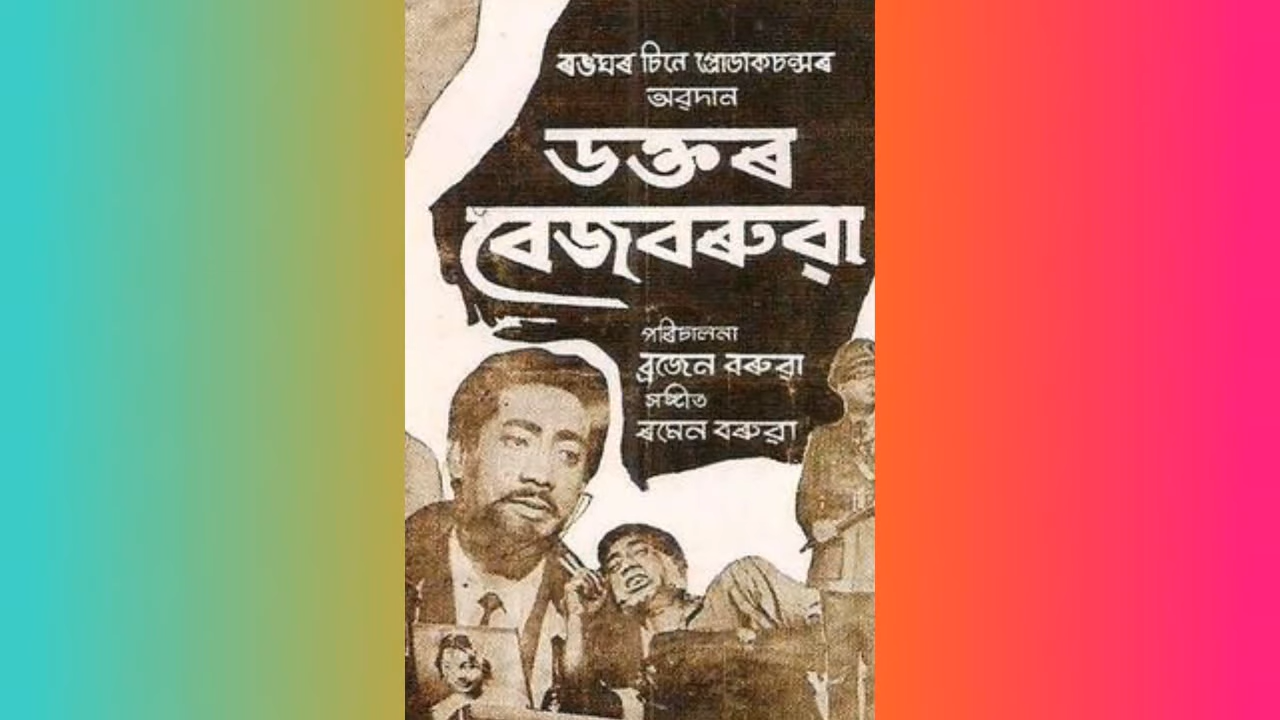 ৰঙঘৰ চিনে প্ৰোডাকচন্সৰ
অৱদান
ডক্তৰ
বেজবৰুৱা
পৰিচালনা
ব্ৰজেন বৰুৱা
সঙ্গীত
ৰমেন বৰুৱা